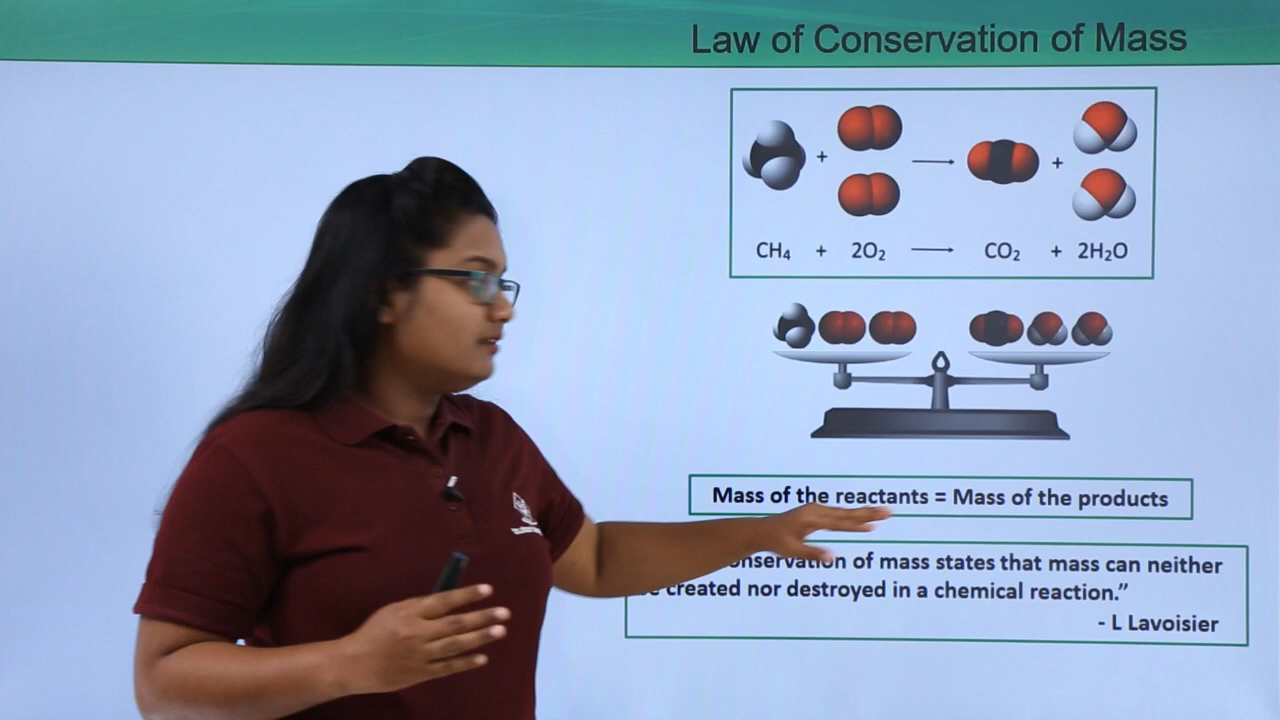 Law of Conservation of Mass
+ +
CH₄ + 2O₂ → CO₂ + 2H₂O
Mass of the reactants = Mass of the products
of mass states that mass can neither
created nor destroyed in a chemical reaction.”
- L Lavoisier